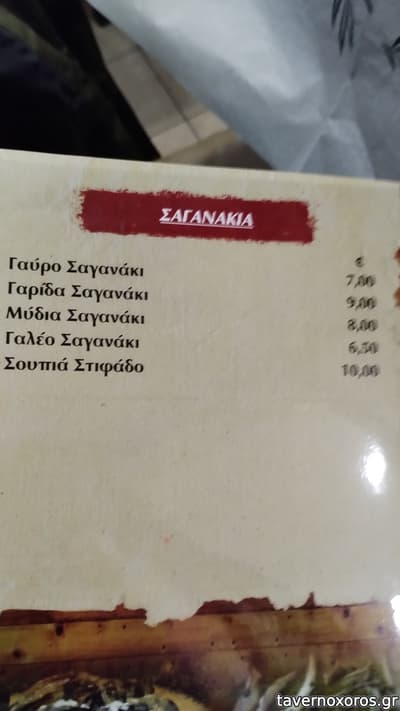 ΣΑΓΑΝΑΚΙΑ
€
Γαύρο Σαγανάκι 7,00
Γαρίδα Σαγανάκι 9,00
Μύδια Σαγανάκι 8,00
Γαλέο Σαγανάκι 6,50
Σουπιά Στιφάδο 10,00
tavernoxoros.gr